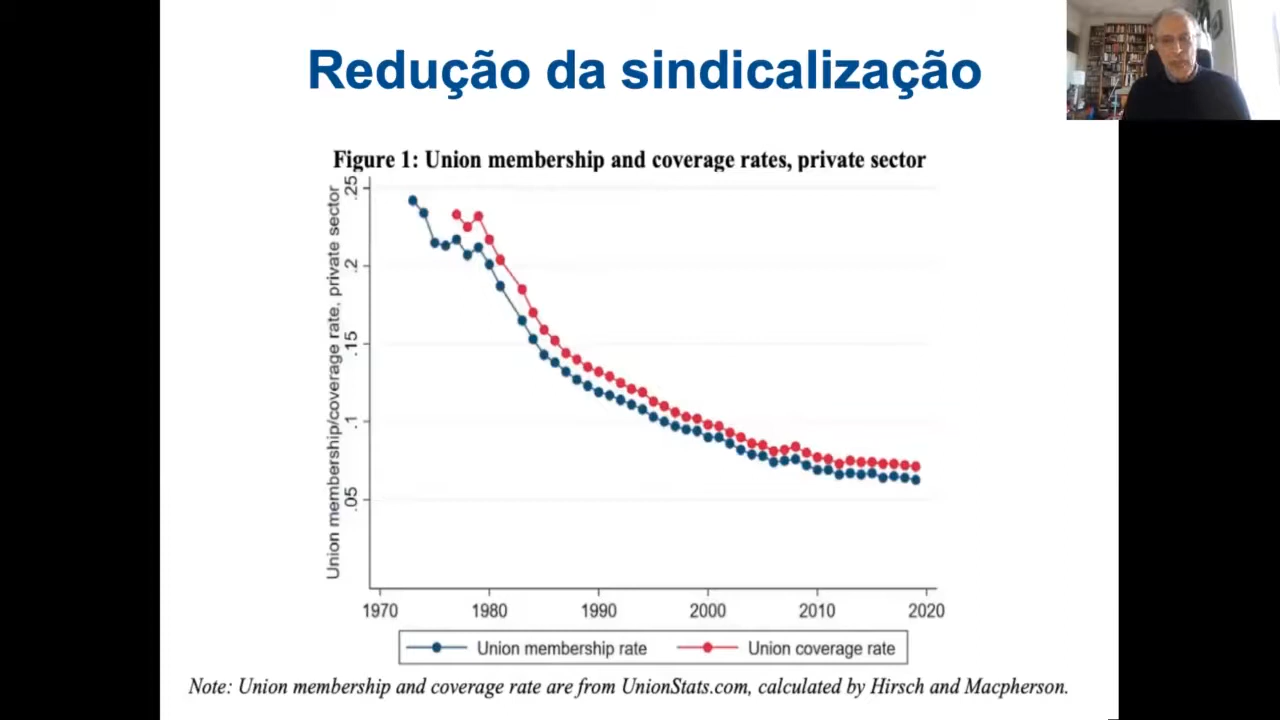 Redução da sindicalização
Figure 1: Union membership and coverage rates, private sector
Union membership/coverage rate, private sector
.25
.2
.15
.1
.05
1970 1980 1990 2000 2010 2020
Union membership rate Union coverage rate
Note: Union membership and coverage rate are from UnionStats.com, calculated by Hirsch and Macpherson.